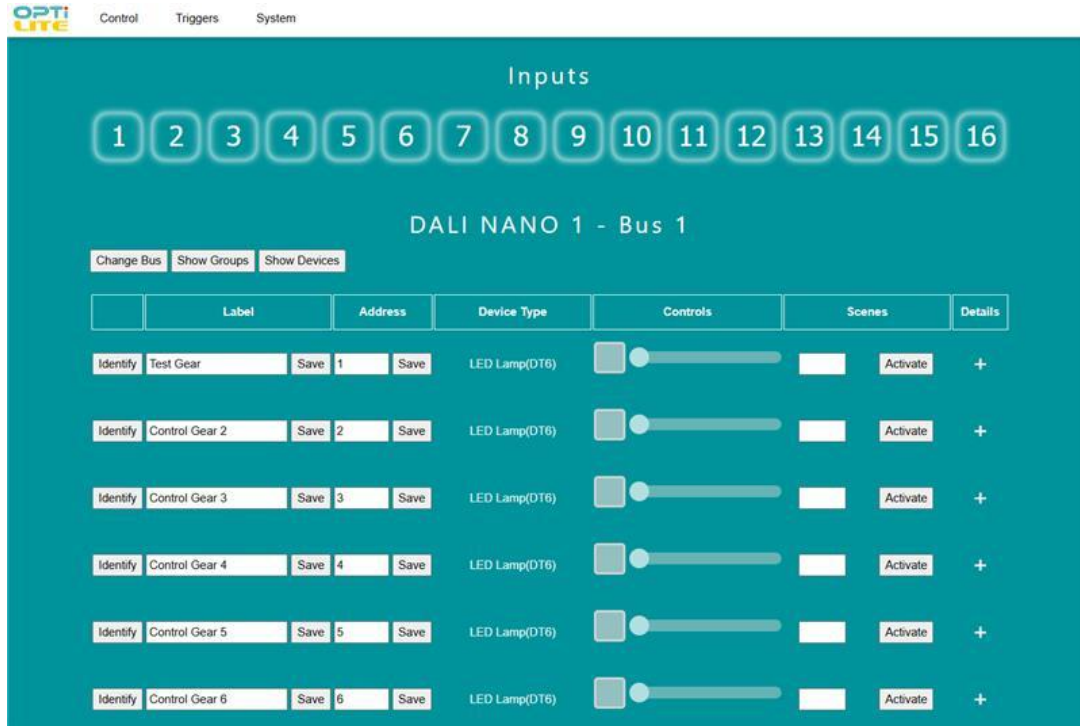 OPTi
LITE
Control Triggers System
Inputs
1 2 3 4 5 6 7 8 9 10 11 12 13 14 15 16
DALI NANO 1 - Bus 1
Change Bus Show Groups Show Devices
Label Address Device Type Controls Scenes Details
Identify Test Gear Save 1 Save LED Lamp(DT6) Activate +
Identify Control Gear 2 Save 2 Save LED Lamp(DT6) Activate +
Identify Control Gear 3 Save 3 Save LED Lamp(DT6) Activate +
Identify Control Gear 4 Save 4 Save LED Lamp(DT6) Activate +
Identify Control Gear 5 Save 5 Save LED Lamp(DT6) Activate +
Identify Control Gear 6 Save 6 Save LED Lamp(DT6) Activate +